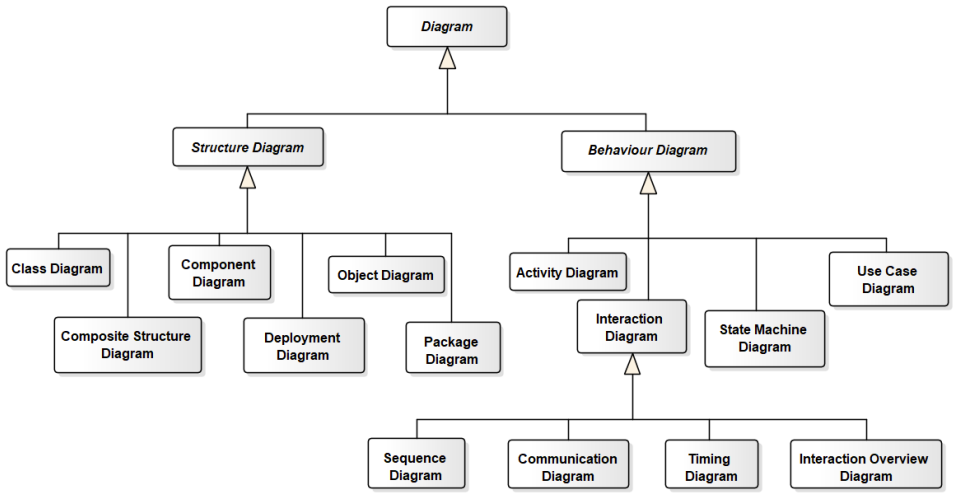 Diagram
Structure Diagram
Behaviour Diagram
Class Diagram
Component
Diagram
Object Diagram
Activity Diagram
Use Case
Diagram
Composite Structure
Diagram
Deployment
Diagram
Package
Diagram
Interaction
Diagram
State Machine
Diagram
Sequence
Diagram
Communication
Diagram
Timing
Diagram
Interaction Overview
Diagram